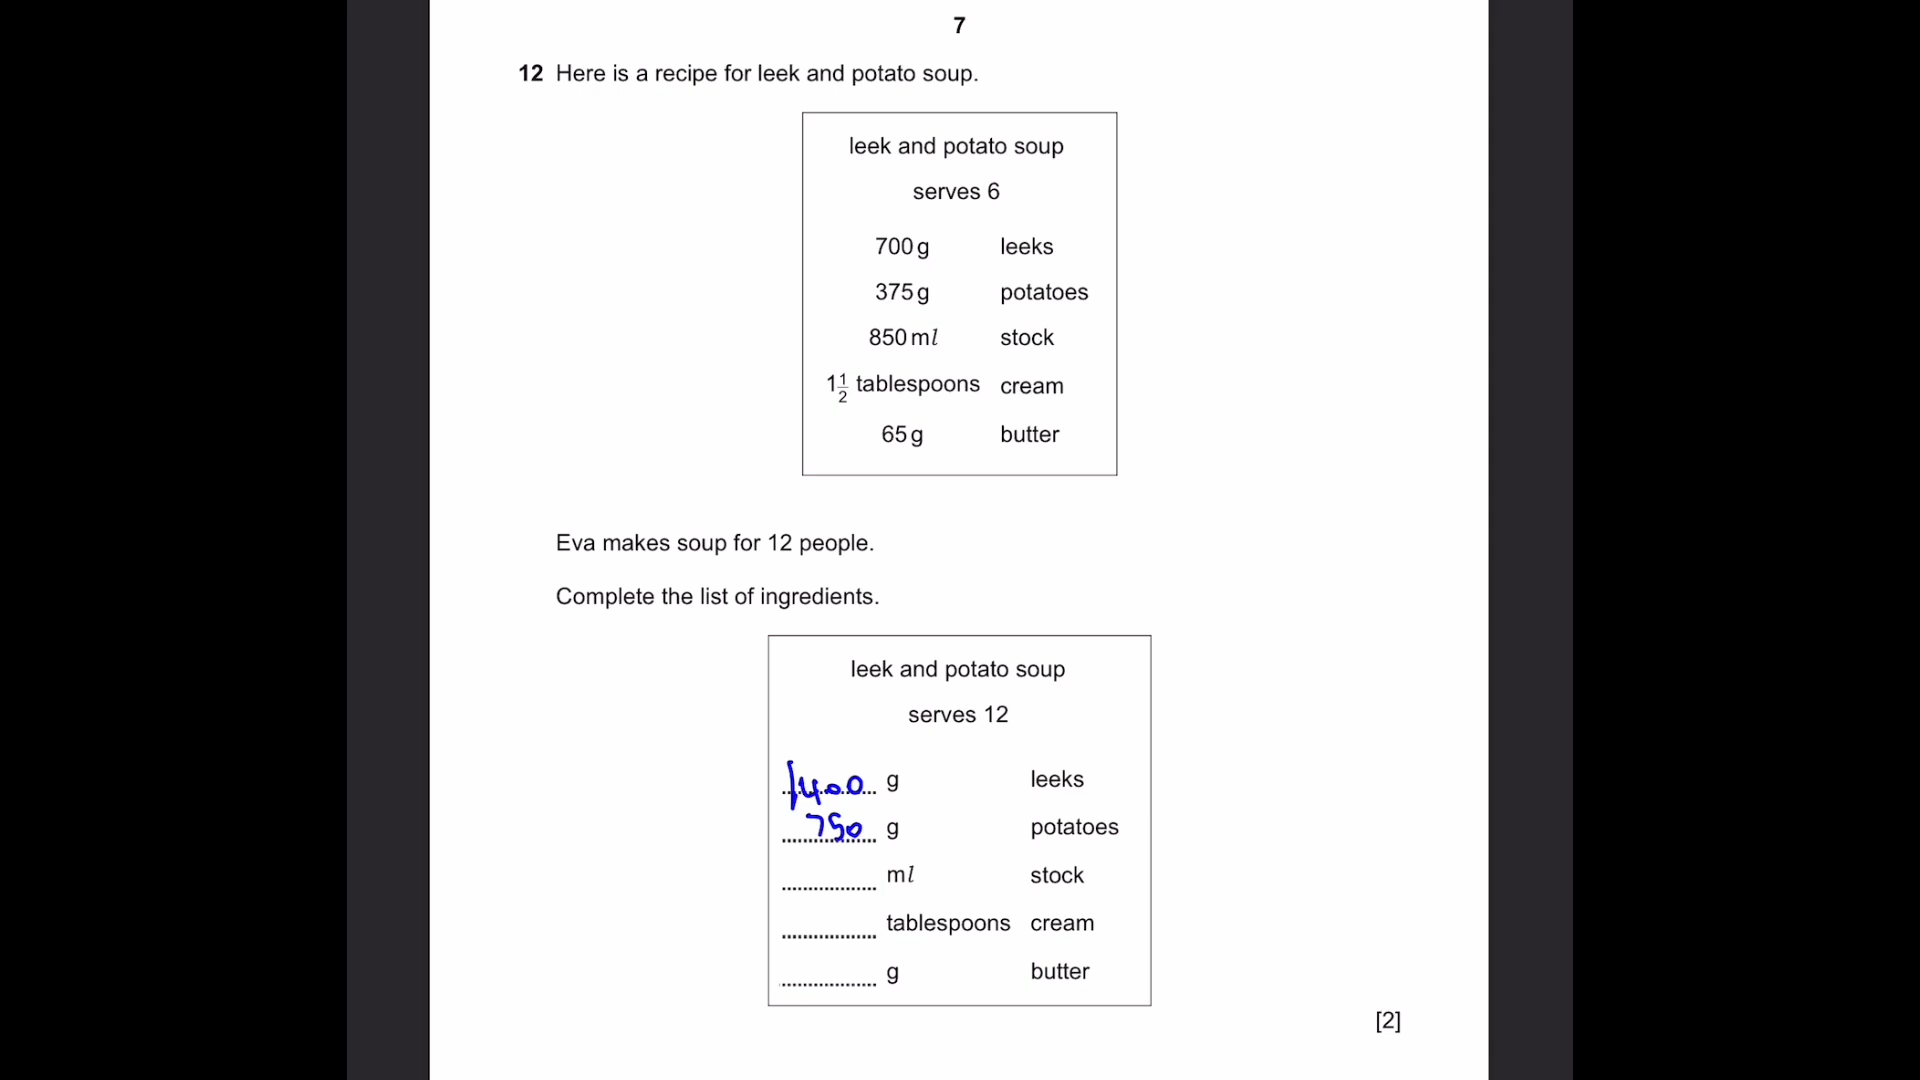 7
12 Here is a recipe for leek and potato soup.
leek and potato soup
serves 6
700 g leeks
375 g potatoes
850 ml stock
1 1/2 tablespoons cream
65 g butter
Eva makes soup for 12 people.
Complete the list of ingredients.
leek and potato soup
serves 12
1400 g leeks
750 g potatoes
.................. ml stock
.................. tablespoons cream
.................. g butter
[2]